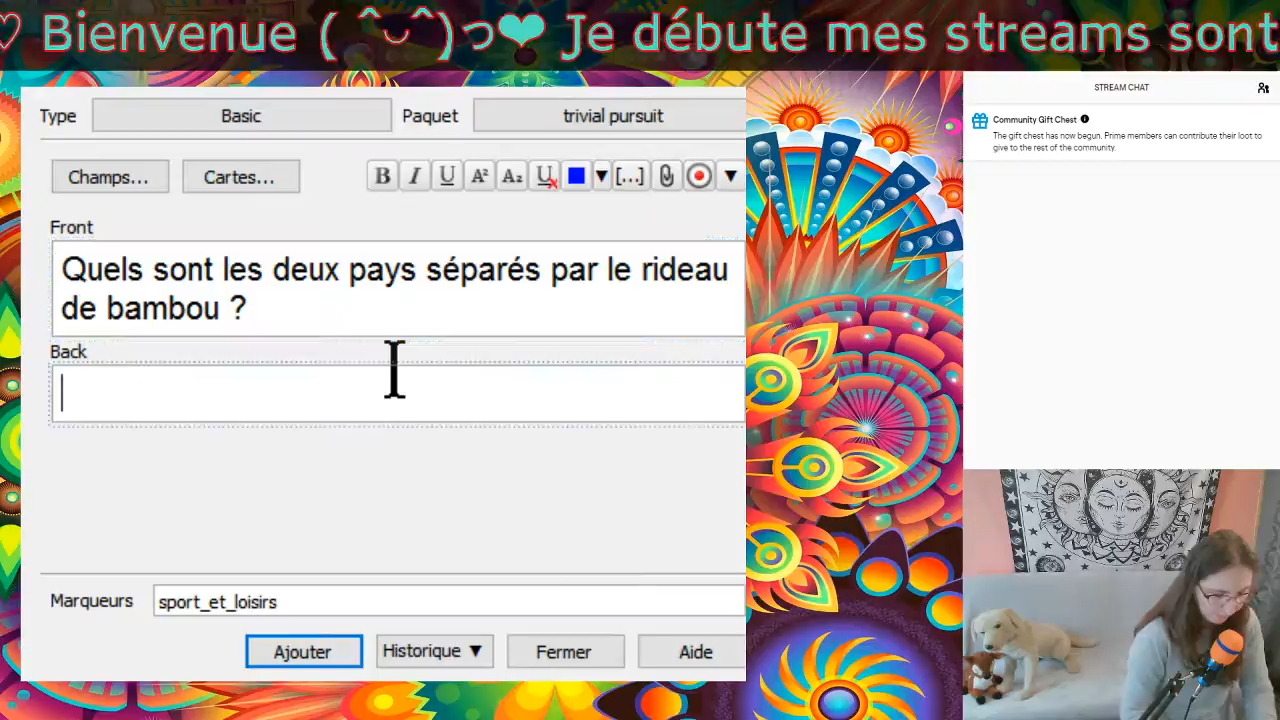 ♡ Bienvenue ( ˆ⌣ˆ)っ❤ Je débute mes streams sont
Type Basic Paquet trivial pursuit
Champs... Cartes...
B I U A² A₂ U [...]
Front
Quels sont les deux pays séparés par le rideau
de bambou ?
Back
Marqueurs sport_et_loisirs
Ajouter Historique ▼ Fermer Aide
STREAM CHAT
Community Gift Chest
The gift chest has now begun. Prime members can contribute their loot to
give to the rest of the community.